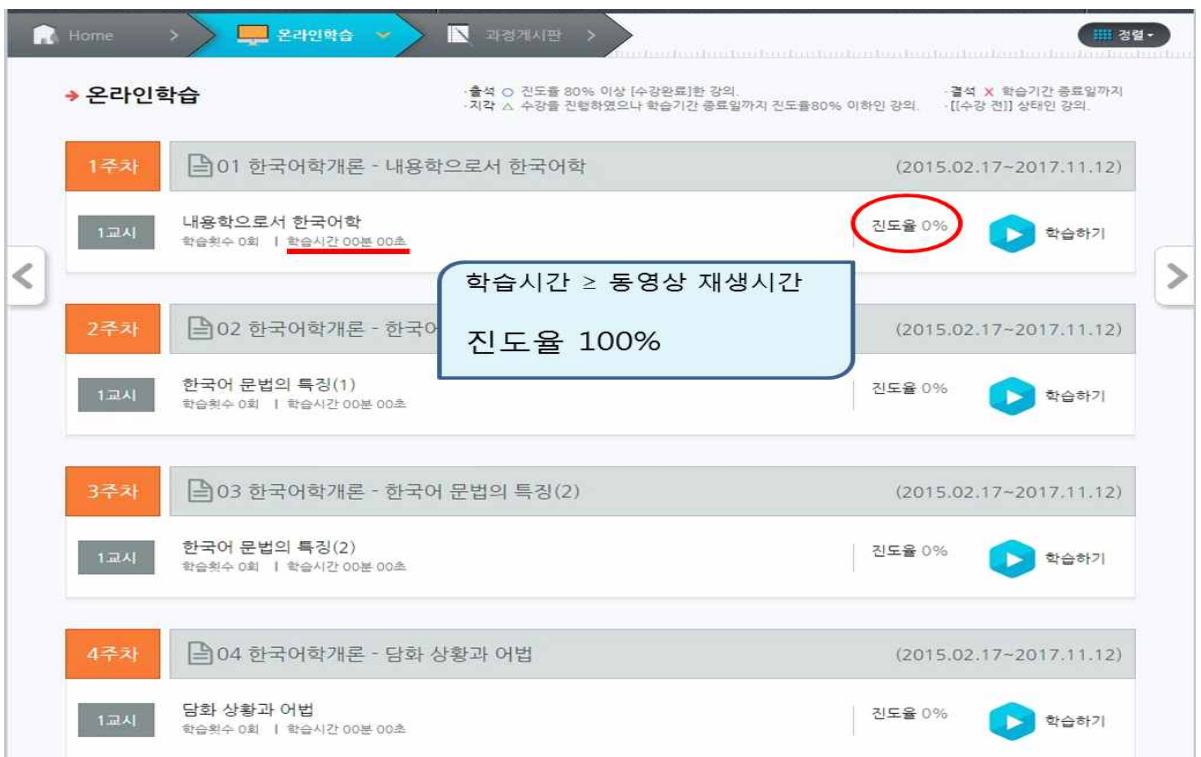 Home > 온라인학습 과정게시판 > 정렬
온라인학습
·출석 ○ 진도율 80% 이상 [수강완료]한 강의. ·결석 X 학습기간 종료일까지
·지각 △ 수강을 진행하였으나 학습기간 종료일까지 진도율80% 이하인 강의. ·[[수강 전]] 상태인 강의.
1주차 01 한국어학개론 - 내용학으로서 한국어학 (2015.02.17~2017.11.12)
1교시 내용학으로서 한국어학 진도율 0% 학습하기
학습횟수 0회 | 학습시간 00분 00초
학습시간 ≥ 동영상 재생시간
진도율 100%
2주차 02 한국어학개론 - 한국어 (2015.02.17~2017.11.12)
1교시 한국어 문법의 특징(1) 진도율 0% 학습하기
학습횟수 0회 | 학습시간 00분 00초
3주차 03 한국어학개론 - 한국어 문법의 특징(2) (2015.02.17~2017.11.12)
1교시 한국어 문법의 특징(2) 진도율 0% 학습하기
학습횟수 0회 | 학습시간 00분 00초
4주차 04 한국어학개론 - 담화 상황과 어법 (2015.02.17~2017.11.12)
1교시 담화 상황과 어법 진도율 0% 학습하기
학습횟수 0회 | 학습시간 00분 00초